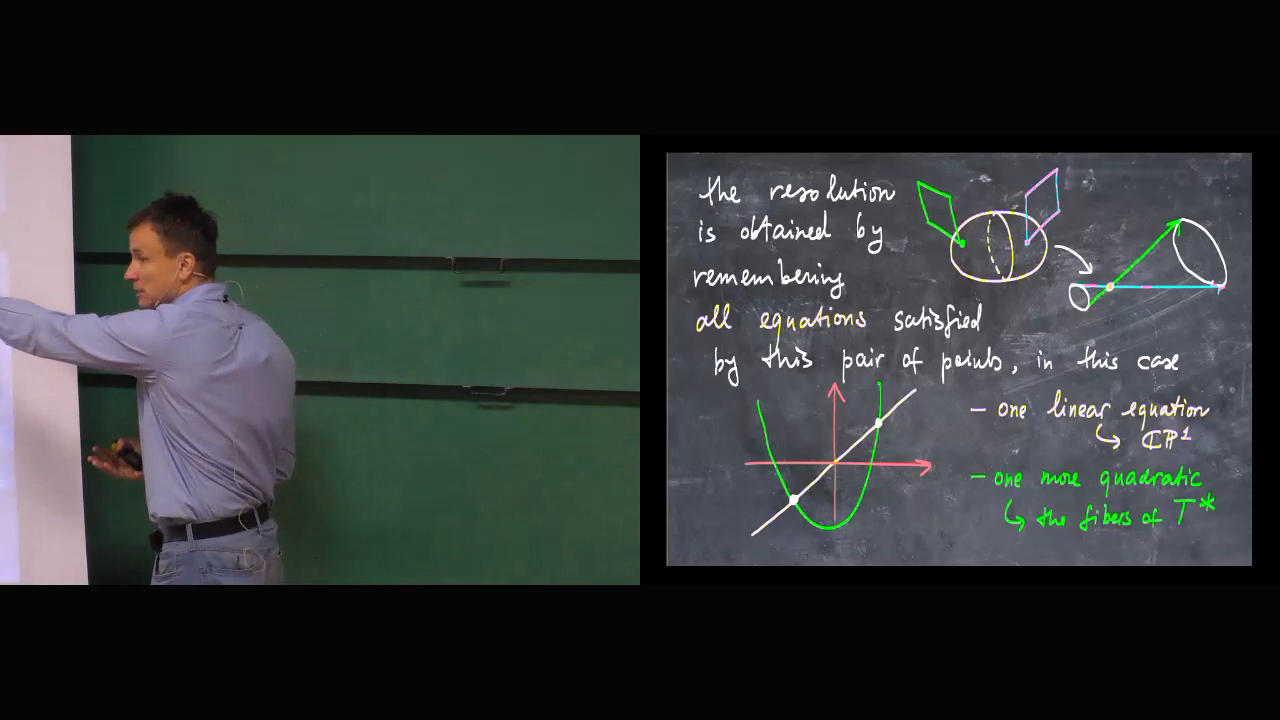 the resolution
is obtained by
remembering
all equations satisfied
by this pair of points, in this case
– one linear equation
↳ ℂP¹
– one more quadratic
↳ the fibers of T*